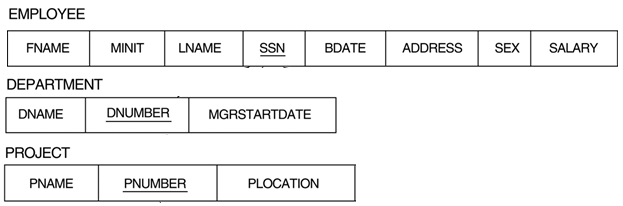 EMPLOYEE
FNAME MINIT LNAME SSN BDATE ADDRESS SEX SALARY
DEPARTMENT
DNAME DNUMBER MGRSTARTDATE
PROJECT
PNAME PNUMBER PLOCATION